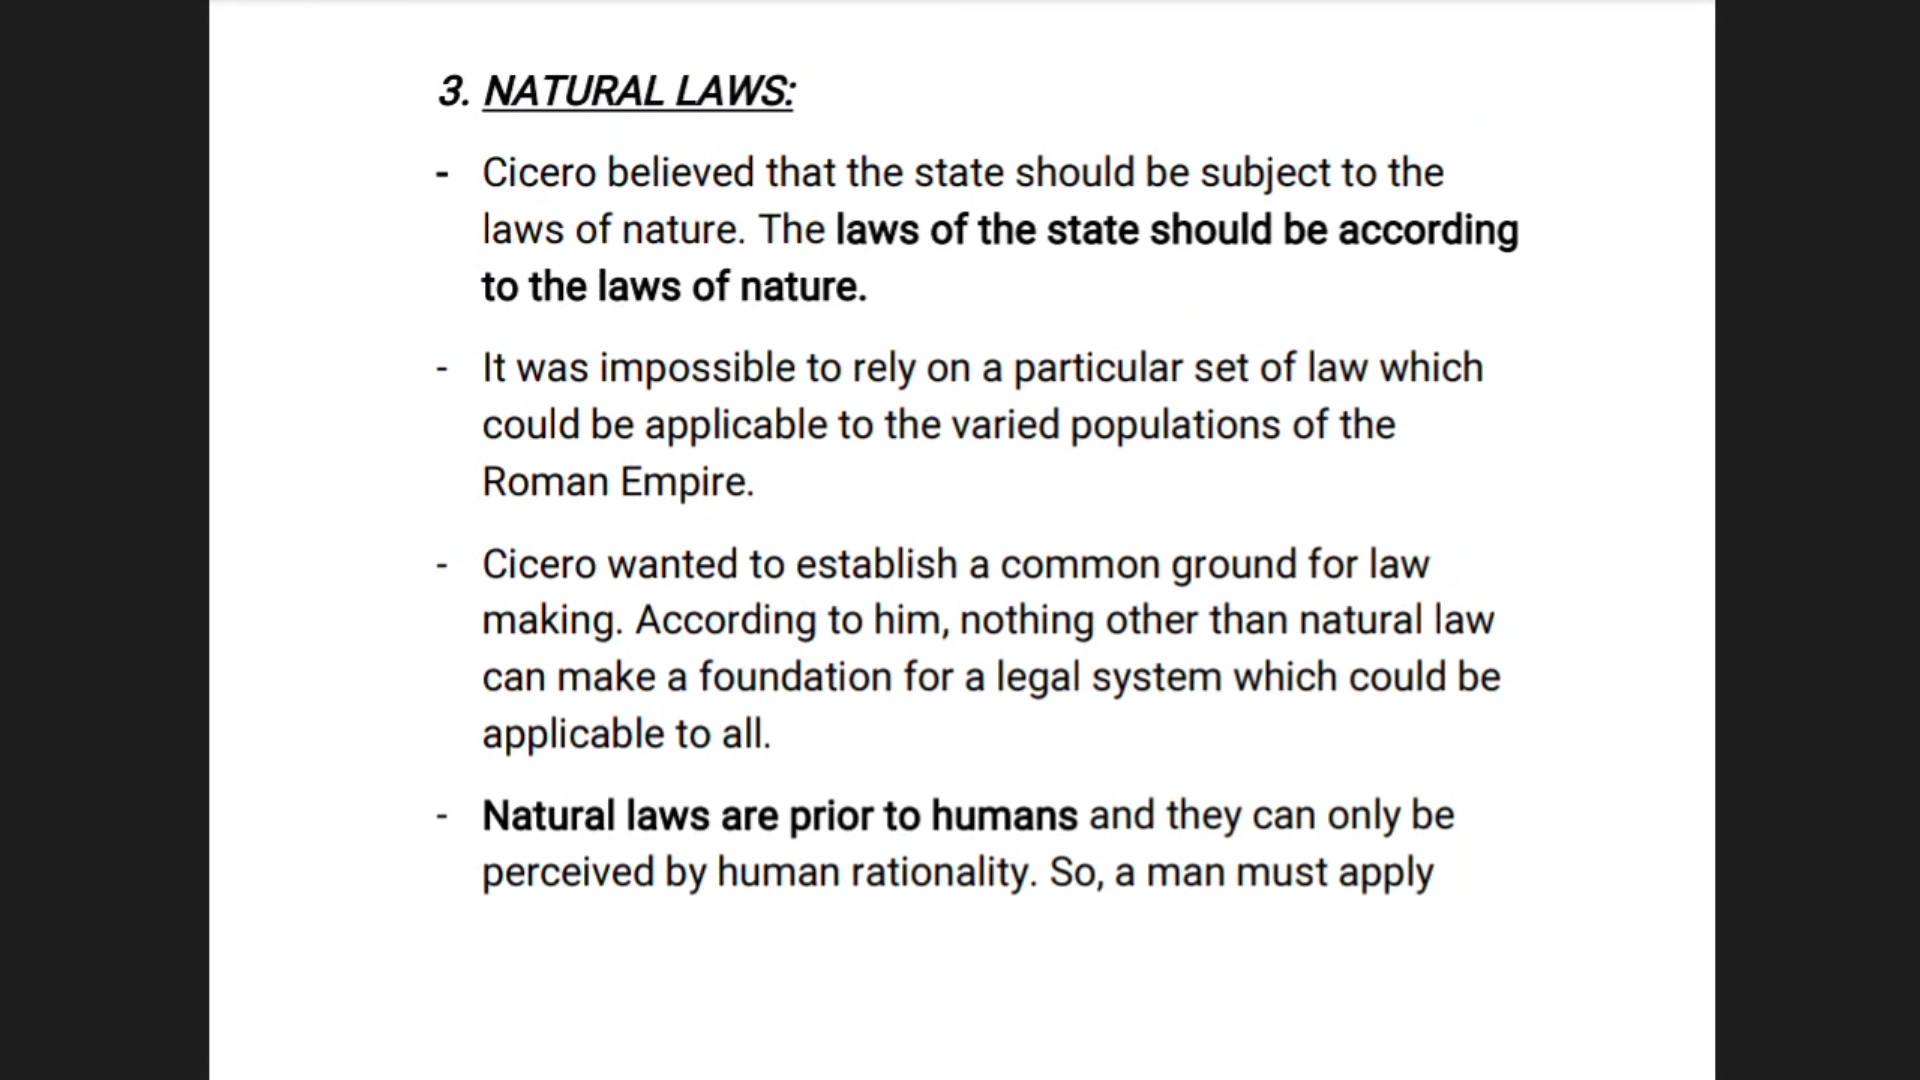 3. NATURAL LAWS:
- Cicero believed that the state should be subject to the
laws of nature. The laws of the state should be according
to the laws of nature.
- It was impossible to rely on a particular set of law which
could be applicable to the varied populations of the
Roman Empire.
- Cicero wanted to establish a common ground for law
making. According to him, nothing other than natural law
can make a foundation for a legal system which could be
applicable to all.
- Natural laws are prior to humans and they can only be
perceived by human rationality. So, a man must apply